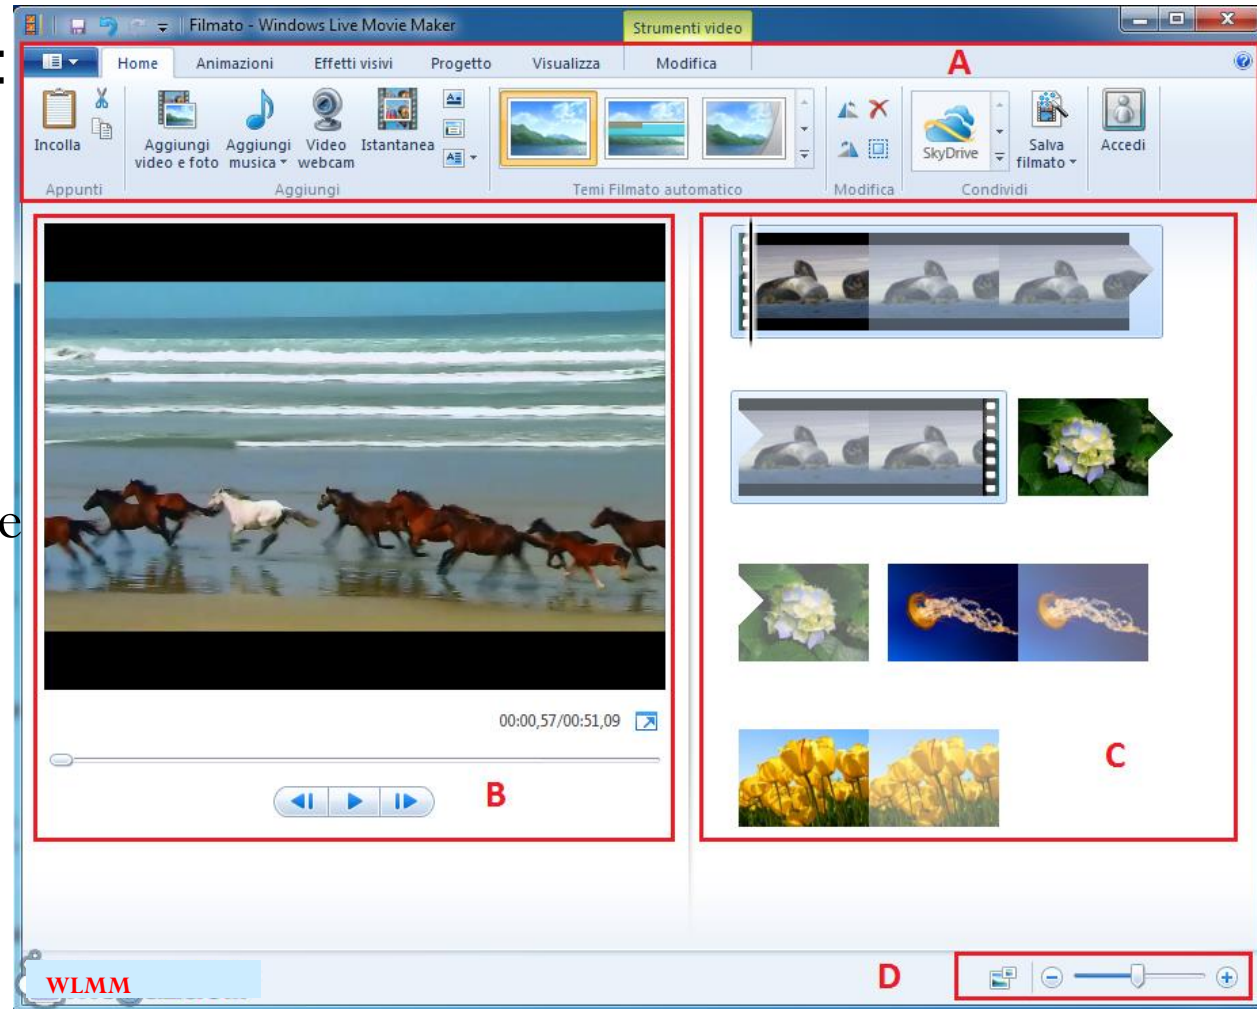 Filmato - Windows Live Movie Maker
Strumenti video
Home Animazioni Effetti visivi Progetto Visualizza Modifica A
Incolla
Aggiungi
video e foto
Aggiungi
musica
Video
webcam
Istantanea
SkyDrive
Salva
filmato
Accedi
Appunti Aggiungi Temi Filmato automatico Modifica Condividi
e
00:00,57/00:51,09
B
C
D
WLMM